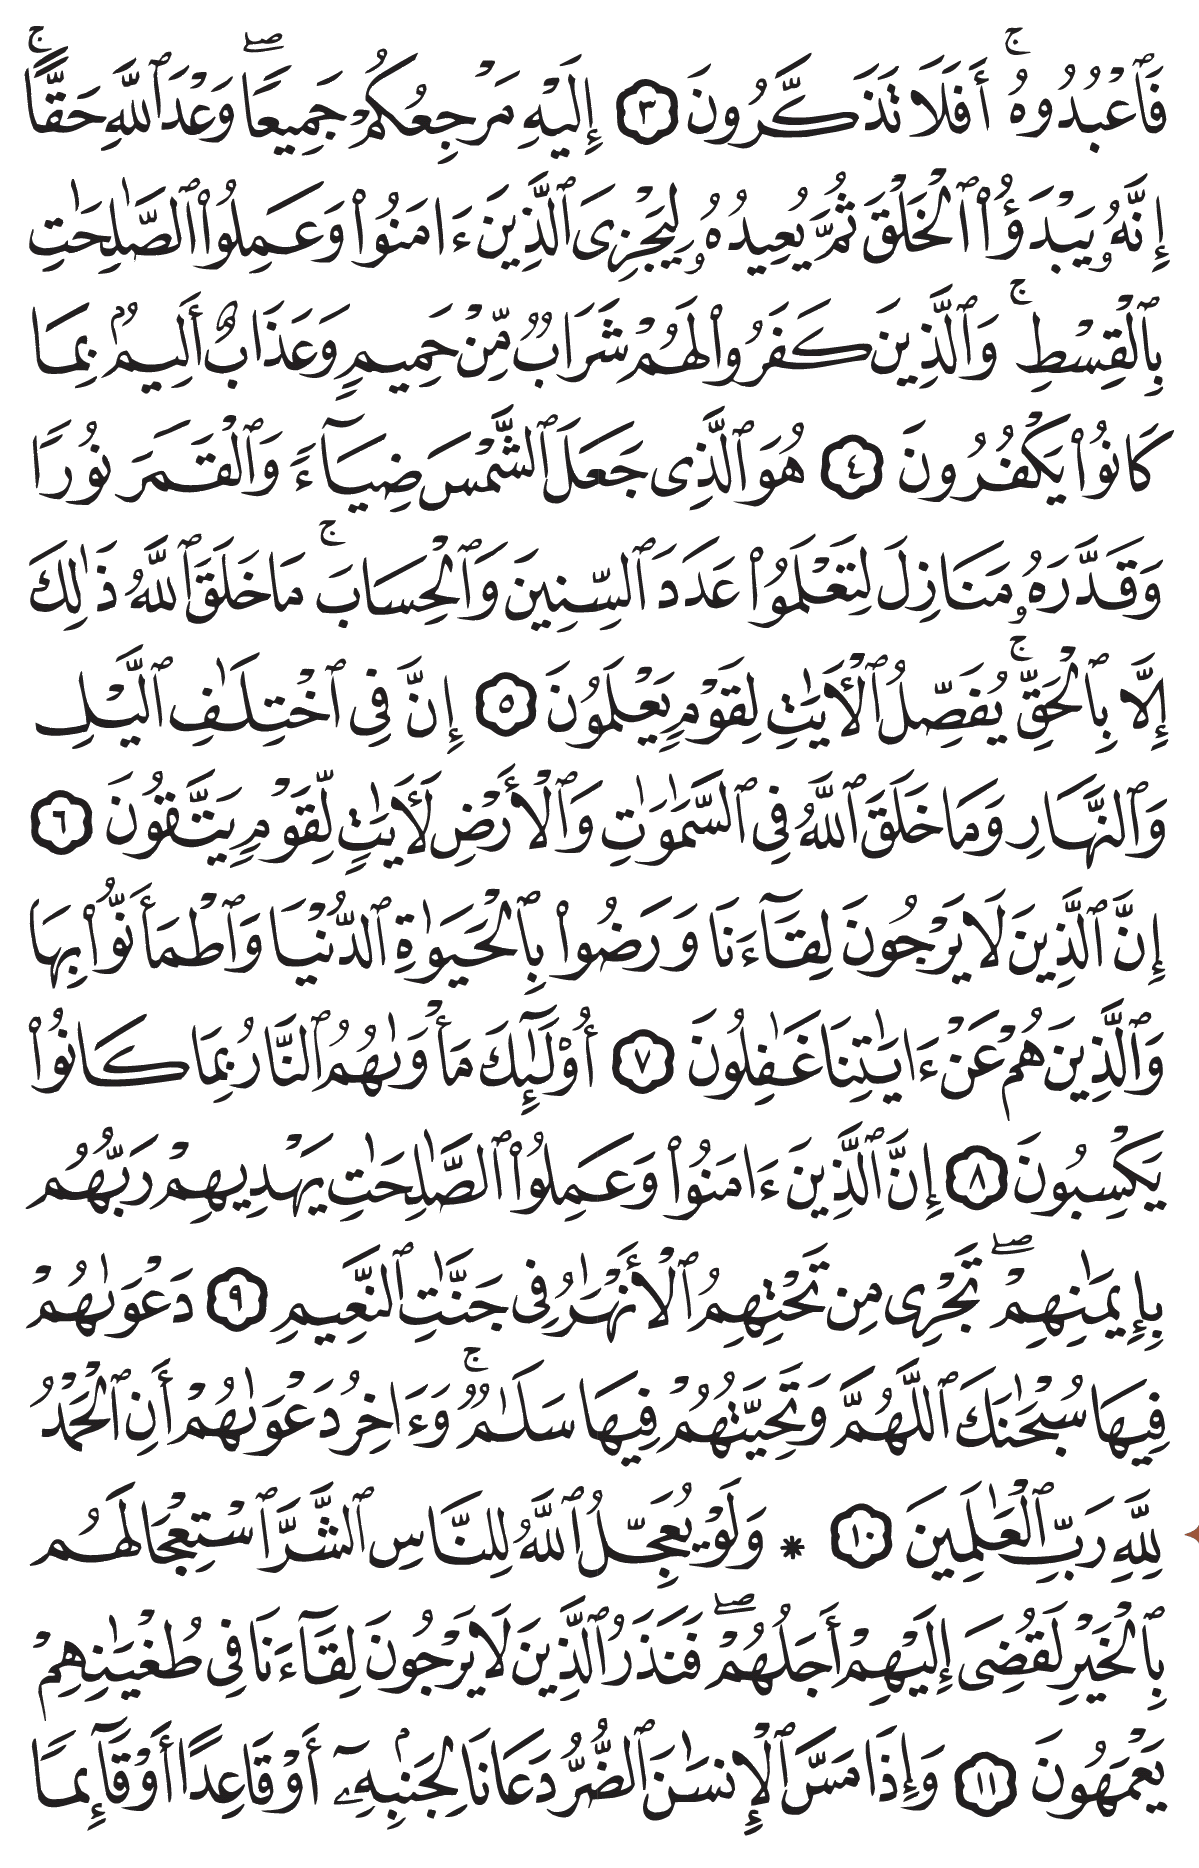 فَٱعْبُدُوهُۚ أَفَلَا تَذَكَّرُونَ ٣ إِلَيْهِ مَرْجِعُكُمْ جَمِيعًاۖ وَعْدَ ٱللَّهِ حَقًّاۚ
إِنَّهُۥ يَبْدَؤُاْ ٱلْخَلْقَ ثُمَّ يُعِيدُهُۥ لِيَجْزِىَ ٱلَّذِينَ ءَامَنُواْ وَعَمِلُواْ ٱلصَّٰلِحَٰتِ
بِٱلْقِسْطِۚ وَٱلَّذِينَ كَفَرُواْ لَهُمْ شَرَابٌ مِّنْ حَمِيمٍ وَعَذَابٌ أَلِيمٌۢ بِمَا
كَانُواْ يَكْفُرُونَ ٤ هُوَ ٱلَّذِى جَعَلَ ٱلشَّمْسَ ضِيَآءً وَٱلْقَمَرَ نُورًا
وَقَدَّرَهُۥ مَنَازِلَ لِتَعْلَمُواْ عَدَدَ ٱلسِّنِينَ وَٱلْحِسَابَۚ مَا خَلَقَ ٱللَّهُ ذَٰلِكَ
إِلَّا بِٱلْحَقِّۚ يُفَصِّلُ ٱلْأٓيَٰتِ لِقَوْمٍ يَعْلَمُونَ ٥ إِنَّ فِى ٱخْتِلَٰفِ ٱلَّيْلِ
وَٱلنَّهَارِ وَمَا خَلَقَ ٱللَّهُ فِى ٱلسَّمَٰوَٰتِ وَٱلْأَرْضِ لَأٓيَٰتٍ لِّقَوْمٍ يَتَّقُونَ ٦
إِنَّ ٱلَّذِينَ لَا يَرْجُونَ لِقَآءَنَا وَرَضُواْ بِٱلْحَيَوٰةِ ٱلدُّنْيَا وَٱطْمَأَنُّواْ بِهَا
وَٱلَّذِينَ هُمْ عَنْ ءَايَٰتِنَا غَٰفِلُونَ ٧ أُوْلَٰٓئِكَ مَأْوَىٰهُمُ ٱلنَّارُ بِمَا كَانُواْ
يَكْسِبُونَ ٨ إِنَّ ٱلَّذِينَ ءَامَنُواْ وَعَمِلُواْ ٱلصَّٰلِحَٰتِ يَهْدِيهِمْ رَبُّهُم
بِإِيمَٰنِهِمْۖ تَجْرِى مِن تَحْتِهِمُ ٱلْأَنْهَٰرُ فِى جَنَّٰتِ ٱلنَّعِيمِ ٩ دَعْوَىٰهُمْ
فِيهَا سُبْحَٰنَكَ ٱللَّهُمَّ وَتَحِيَّتُهُمْ فِيهَا سَلَٰمٌۚ وَءَاخِرُ دَعْوَىٰهُمْ أَنِ ٱلْحَمْدُ
لِلَّهِ رَبِّ ٱلْعَٰلَمِينَ ١٠ ۞ وَلَوْ يُعَجِّلُ ٱللَّهُ لِلنَّاسِ ٱلشَّرَّ ٱسْتِعْجَالَهُم
بِٱلْخَيْرِ لَقُضِىَ إِلَيْهِمْ أَجَلُهُمْۖ فَنَذَرُ ٱلَّذِينَ لَا يَرْجُونَ لِقَآءَنَا فِى طُغْيَٰنِهِمْ
يَعْمَهُونَ ١١ وَإِذَا مَسَّ ٱلْإِنسَٰنَ ٱلضُّرُّ دَعَانَا لِجَنۢبِهِۦٓ أَوْ قَاعِدًا أَوْ قَآئِمًا